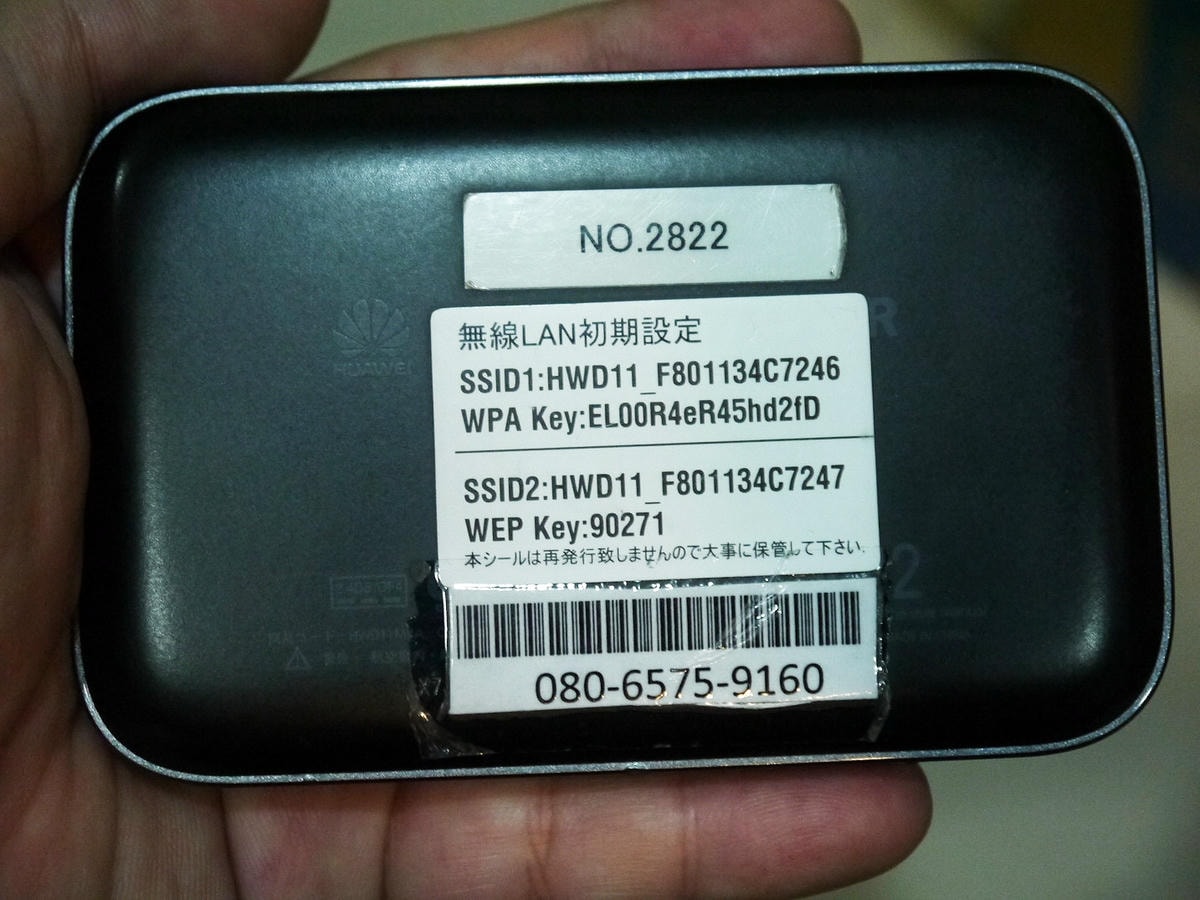 NO.2822
HUAWEI
無線LAN初期設定
SSID1:HWD11_F801134C7246
WPA Key:EL00R4eR45hd2fD
SSID2:HWD11_F801134C7247
WEP Key:90271
本シールは再発行致しませんので大事に保管して下さい.
080-6575-9160